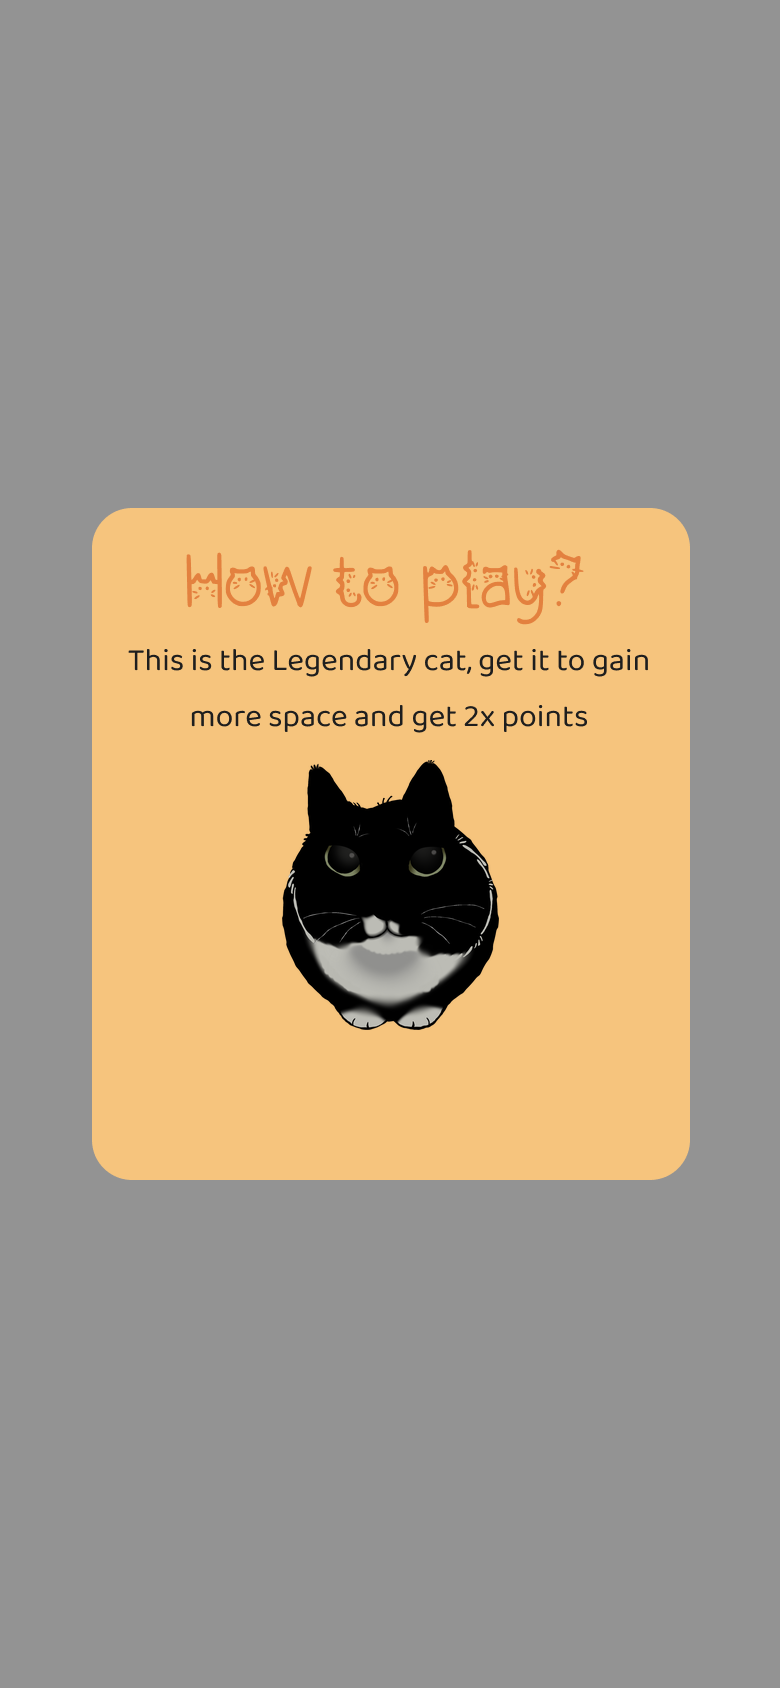 How to play?
This is the Legendary cat, get it to gain
more space and get 2x points